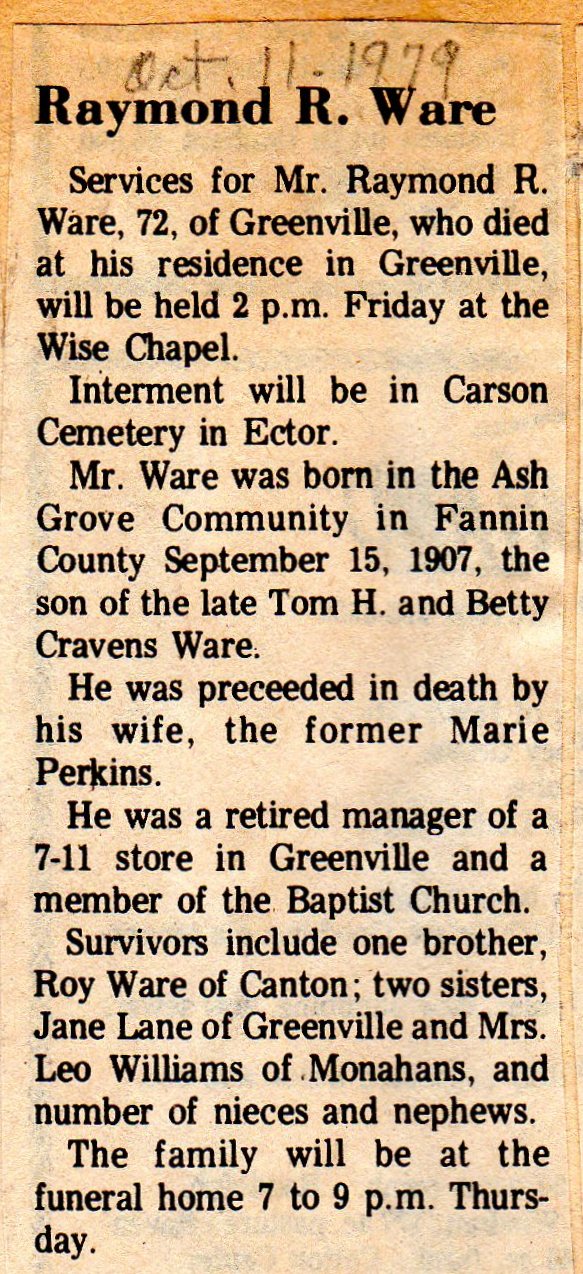 Oct. 11. 1979
Raymond R. Ware
Services for Mr. Raymond R.
Ware, 72, of Greenville, who died
at his residence in Greenville,
will be held 2 p.m. Friday at the
Wise Chapel.
Interment will be in Carson
Cemetery in Ector.
Mr. Ware was born in the Ash
Grove Community in Fannin
County September 15, 1907, the
son of the late Tom H. and Betty
Cravens Ware.
He was preceeded in death by
his wife, the former Marie
Perkins.
He was a retired manager of a
7-11 store in Greenville and a
member of the Baptist Church.
Survivors include one brother,
Roy Ware of Canton; two sisters,
Jane Lane of Greenville and Mrs.
Leo Williams of Monahans, and
number of nieces and nephews.
The family will be at the
funeral home 7 to 9 p.m. Thurs-
day.